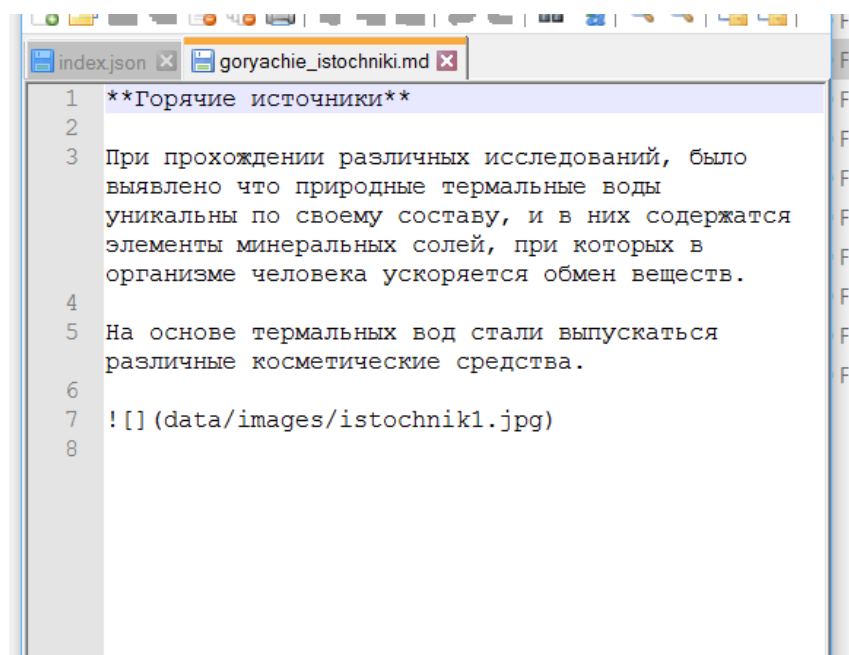 index.json
goryachie_istochniki.md
1 **Горячие источники**
2
3 При прохождении различных исследований, было
выявлено что природные термальные воды
уникальны по своему составу, и в них содержатся
элементы минеральных солей, при которых в
организме человека ускоряется обмен веществ.
4
5 На основе термальных вод стали выпускаться
различные косметические средства.
6
7 ![](data/images/istochnik1.jpg)
8